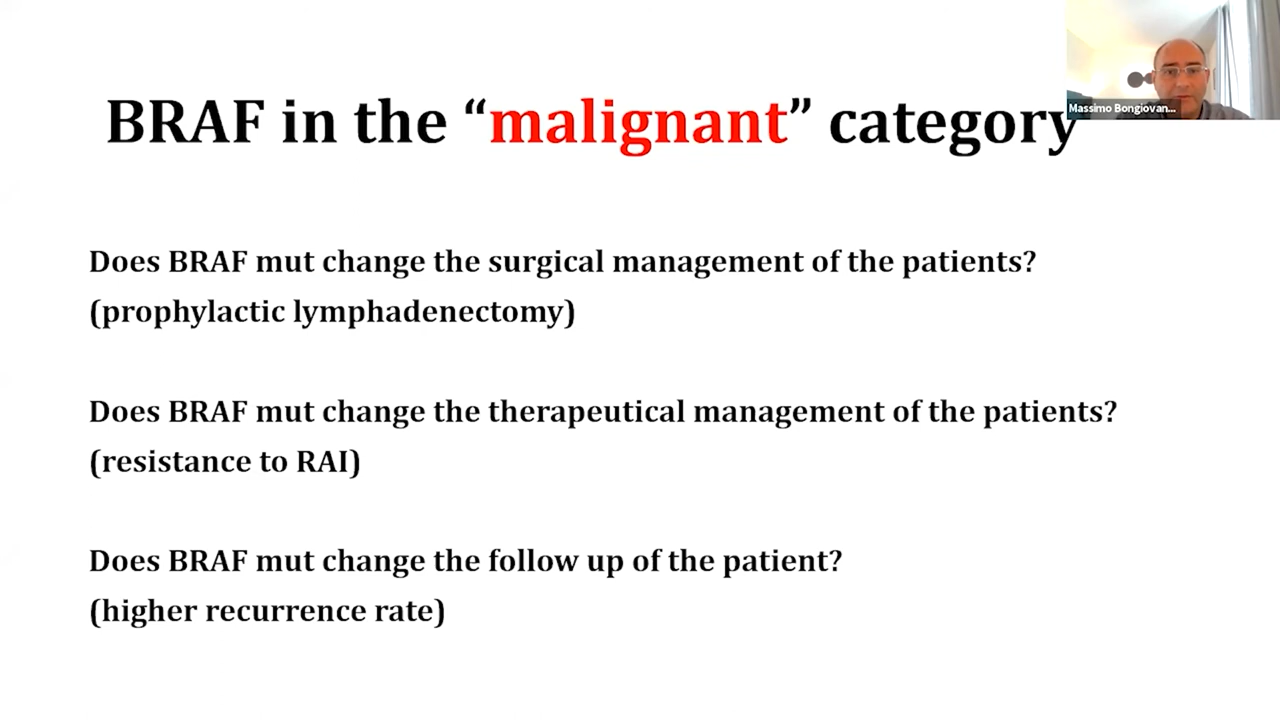 BRAF in the “malignant” category
Massimo Bongiovan...
Does BRAF mut change the surgical management of the patients?
(prophylactic lymphadenectomy)
Does BRAF mut change the therapeutical management of the patients?
(resistance to RAI)
Does BRAF mut change the follow up of the patient?
(higher recurrence rate)